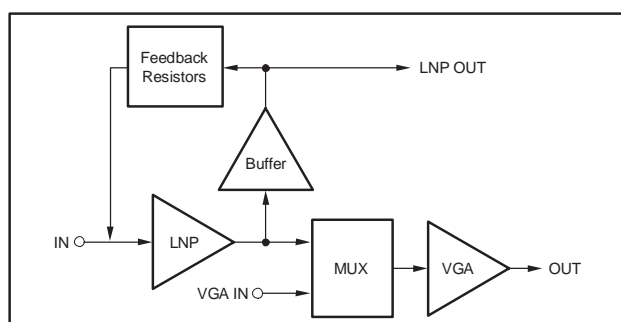 Feedback
Resistors
LNP OUT
Buffer
IN
LNP
MUX
VGA
OUT
VGA IN